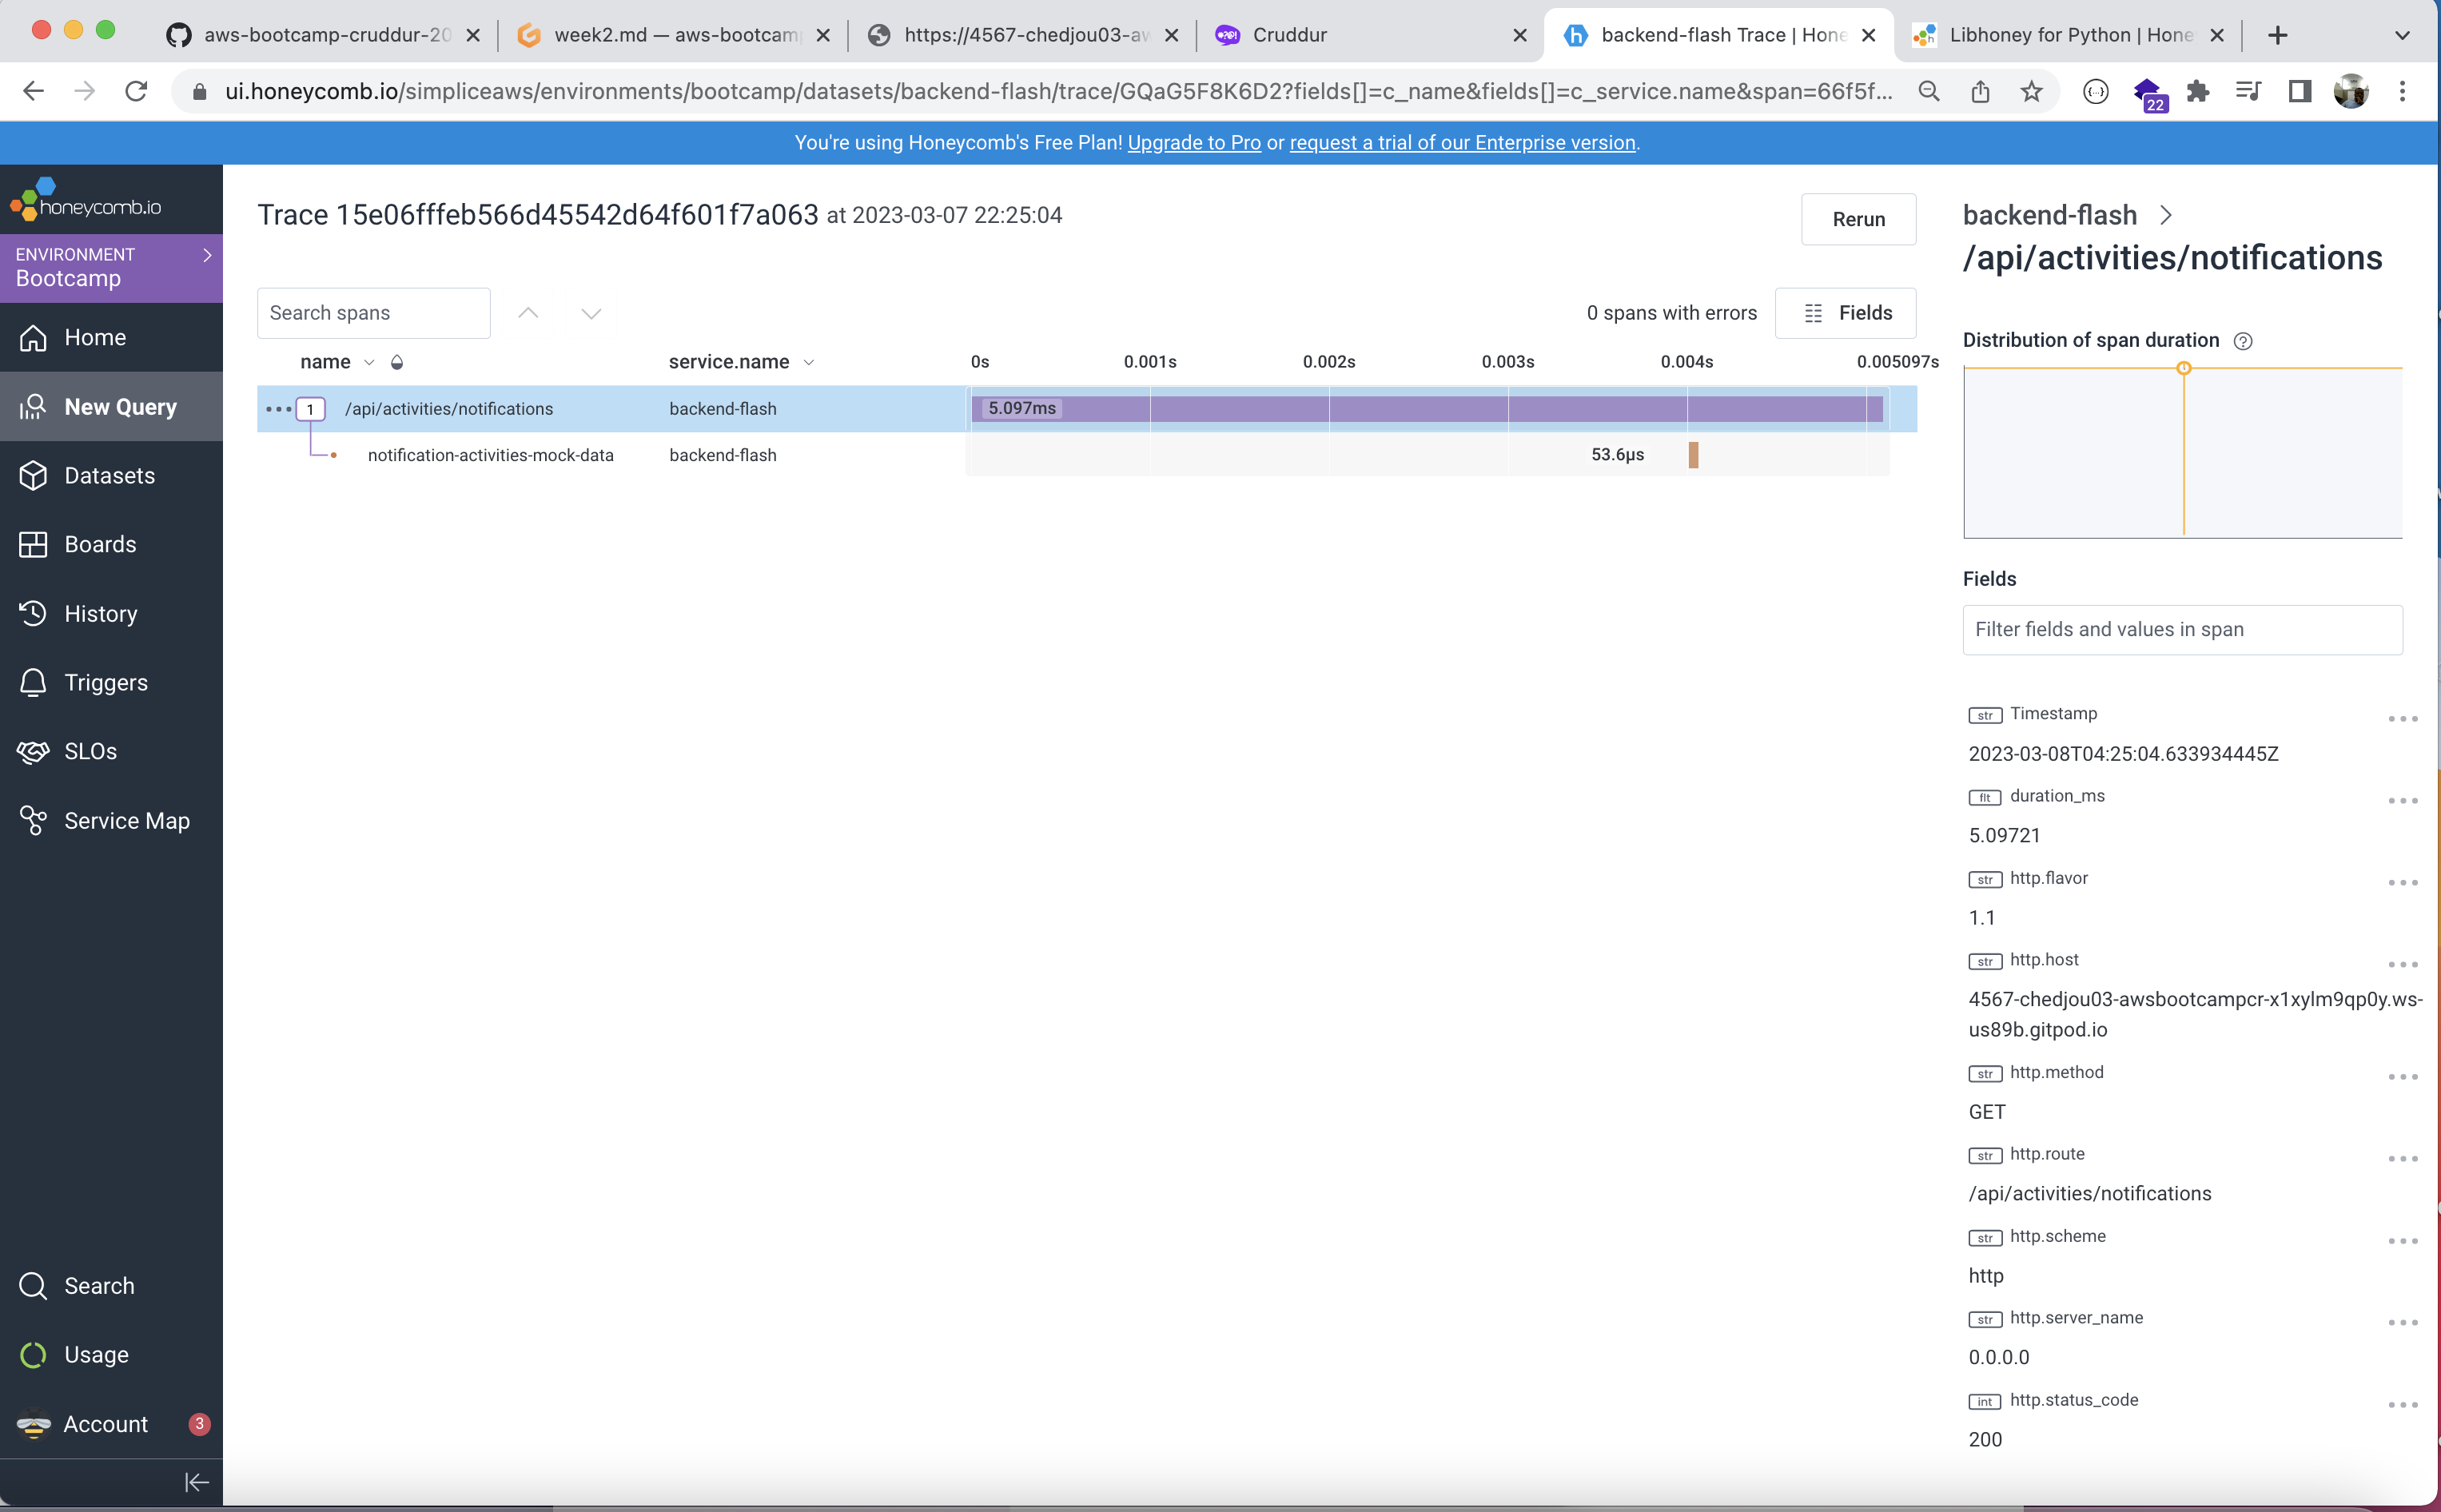 aws-bootcamp-cruddur-20
week2.md — aws-bootcamp
https://4567-chedjou03-aw
Cruddur
backend-flash Trace | Hone
Libhoney for Python | Hone
ui.honeycomb.io/simpliceaws/environments/bootcamp/datasets/backend-flash/trace/GQaG5F8K6D2?fields[]=c_name&fields[]=c_service.name&span=66f5f...
22
You're using Honeycomb's Free Plan! Upgrade to Pro or request a trial of our Enterprise version.
honeycomb.io
ENVIRONMENT
Bootcamp
Home
New Query
Datasets
Boards
History
Triggers
SLOs
Service Map
Search
Usage
Account 3
Trace 15e06fffeb566d45542d64f601f7a063 at 2023-03-07 22:25:04
Rerun
Search spans
0 spans with errors
Fields
name service.name 0s 0.001s 0.002s 0.003s 0.004s 0.005097s
1 /api/activities/notifications backend-flash 5.097ms
notification-activities-mock-data backend-flash 53.6μs
backend-flash
/api/activities/notifications
Distribution of span duration
Fields
Filter fields and values in span
str Timestamp
2023-03-08T04:25:04.633934445Z
flt duration_ms
5.09721
str http.flavor
1.1
str http.host
4567-chedjou03-awsbootcampcr-x1xylm9qp0y.ws-
us89b.gitpod.io
str http.method
GET
str http.route
/api/activities/notifications
str http.scheme
http
str http.server_name
0.0.0.0
int http.status_code
200